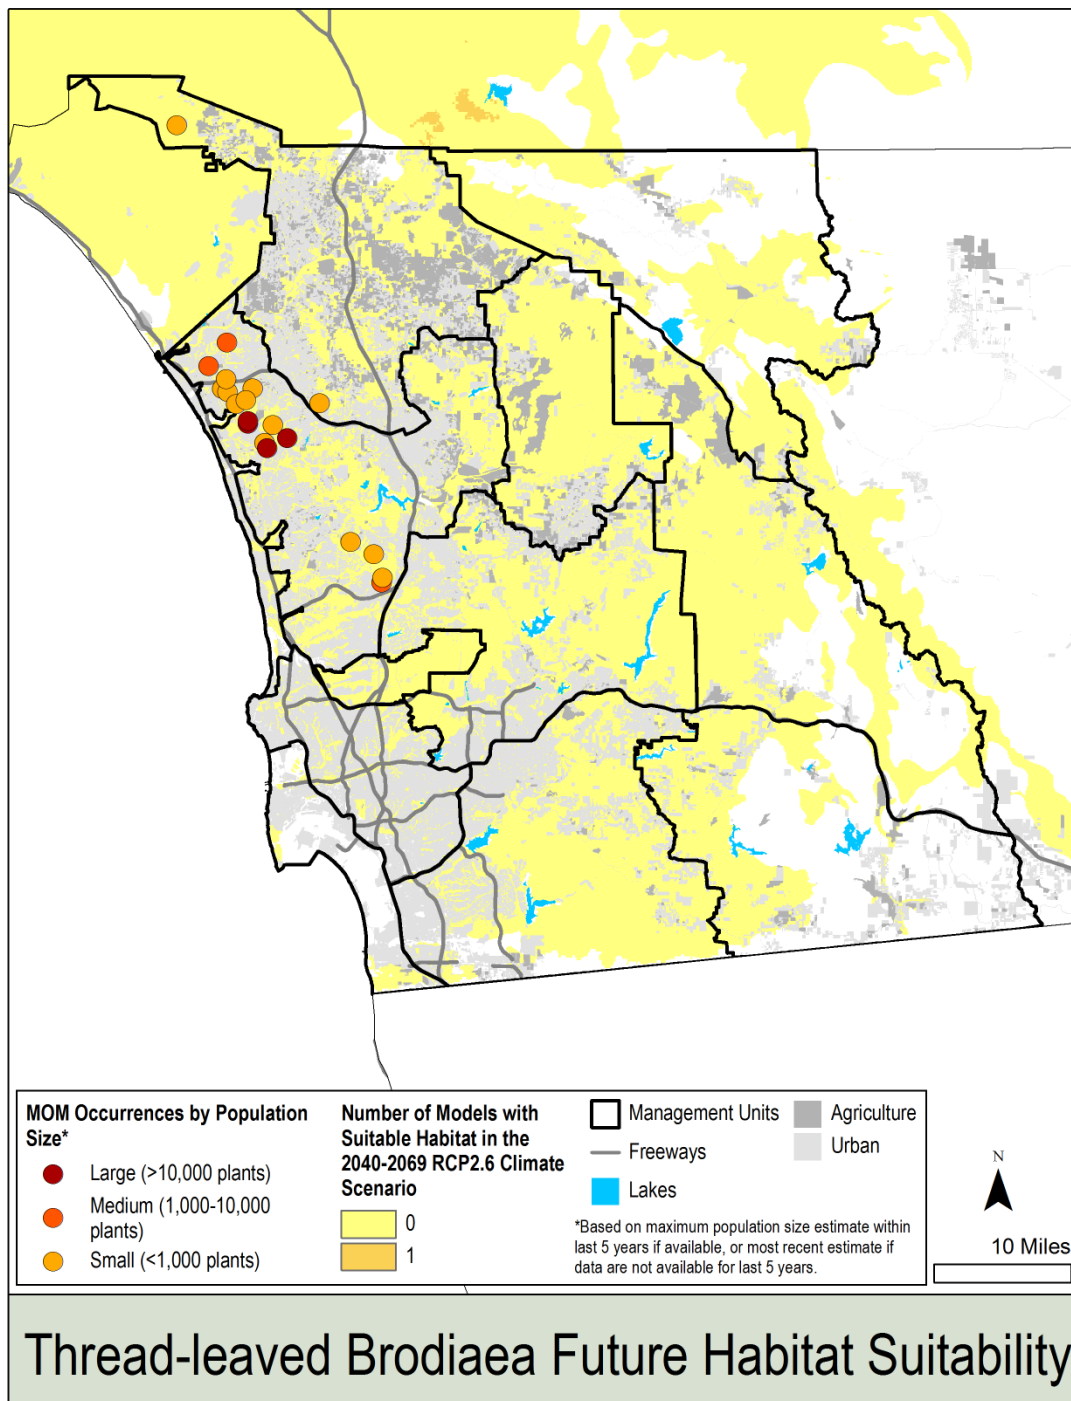 MOM Occurrences by Population
Size*
Large (>10,000 plants)
Medium (1,000-10,000
plants)
Small (<1,000 plants)
Number of Models with
Suitable Habitat in the
2040-2069 RCP2.6 Climate
Scenario
0
1
Management Units
Freeways
Lakes
Agriculture
Urban
*Based on maximum population size estimate within
last 5 years if available, or most recent estimate if
data are not available for last 5 years.
N
10 Miles
Thread-leaved Brodiaea Future Habitat Suitability